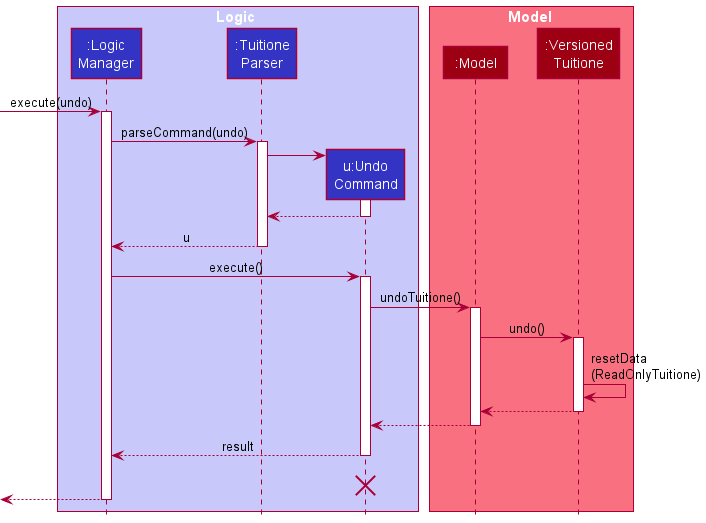 Logic
Model
:Logic
Manager
:Tuitione
Parser
:Model
:Versioned
Tuitione
execute(undo)
parseCommand(undo)
u:Undo
Command
u
execute()
undoTuitione()
undo()
resetData
(ReadOnlyTuitione)
result